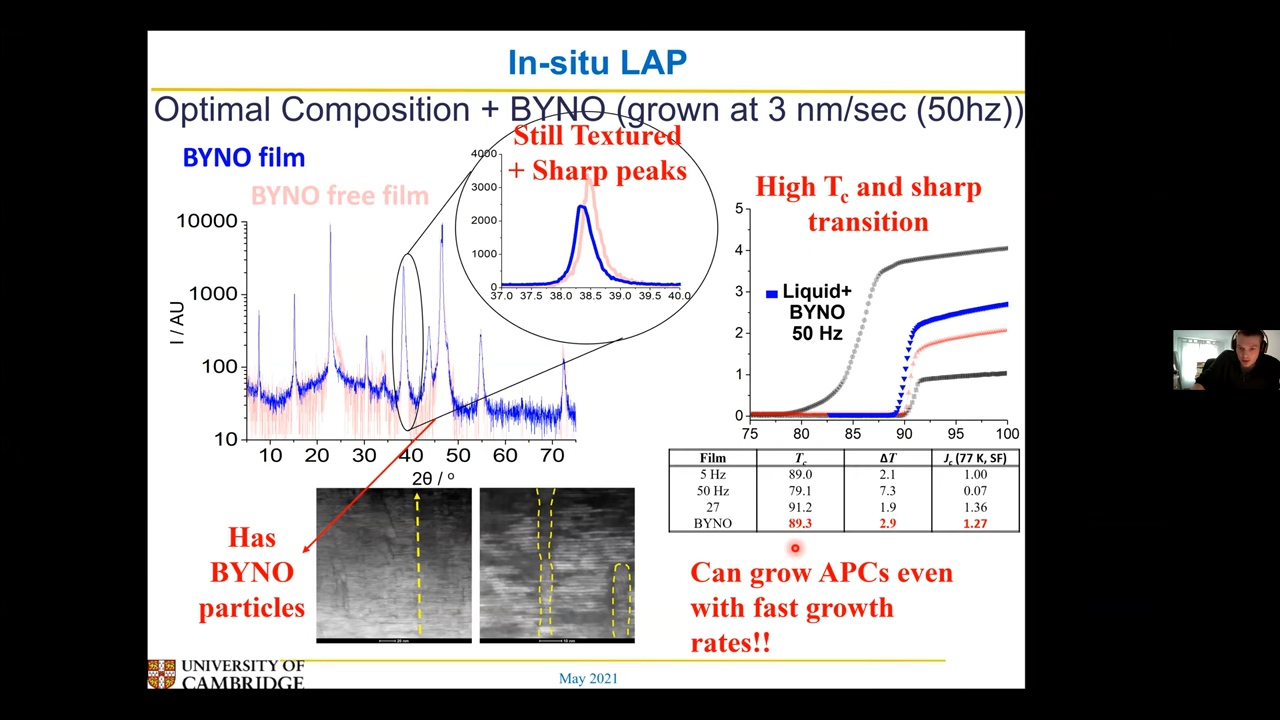 In-situ LAP
Optimal Composition + BYNO (grown at 3 nm/sec (50hz))
BYNO film
BYNO free film
Still Textured
+ Sharp peaks
4000
3000
2000
1000
0
37.0 37.5 38.0 38.5 39.0 39.5 40.0
10000
1000
100
10
I / AU
10 20 30 40 50 60 70
2θ / °
High Tc and sharp
transition
5
4
3
2
1
0
Liquid+
BYNO
50 Hz
75 80 85 90 95 100
Film Tc ΔT Jc (77 K, SF)
5 Hz 89.0 2.1 1.00
50 Hz 79.1 7.3 0.07
27 91.2 1.9 1.36
BYNO 89.3 2.9 1.27
Has
BYNO
particles
20 nm
10 nm
Can grow APCs even
with fast growth
rates!!
UNIVERSITY OF
CAMBRIDGE
May 2021